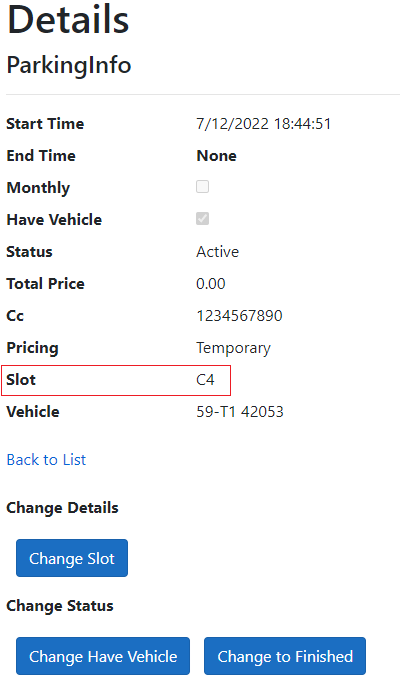 Details
ParkingInfo
Start Time 7/12/2022 18:44:51
End Time None
Monthly
Have Vehicle
Status Active
Total Price 0.00
Cc 1234567890
Pricing Temporary
Slot C4
Vehicle 59-T1 42053
Back to List
Change Details
Change Slot
Change Status
Change Have Vehicle Change to Finished